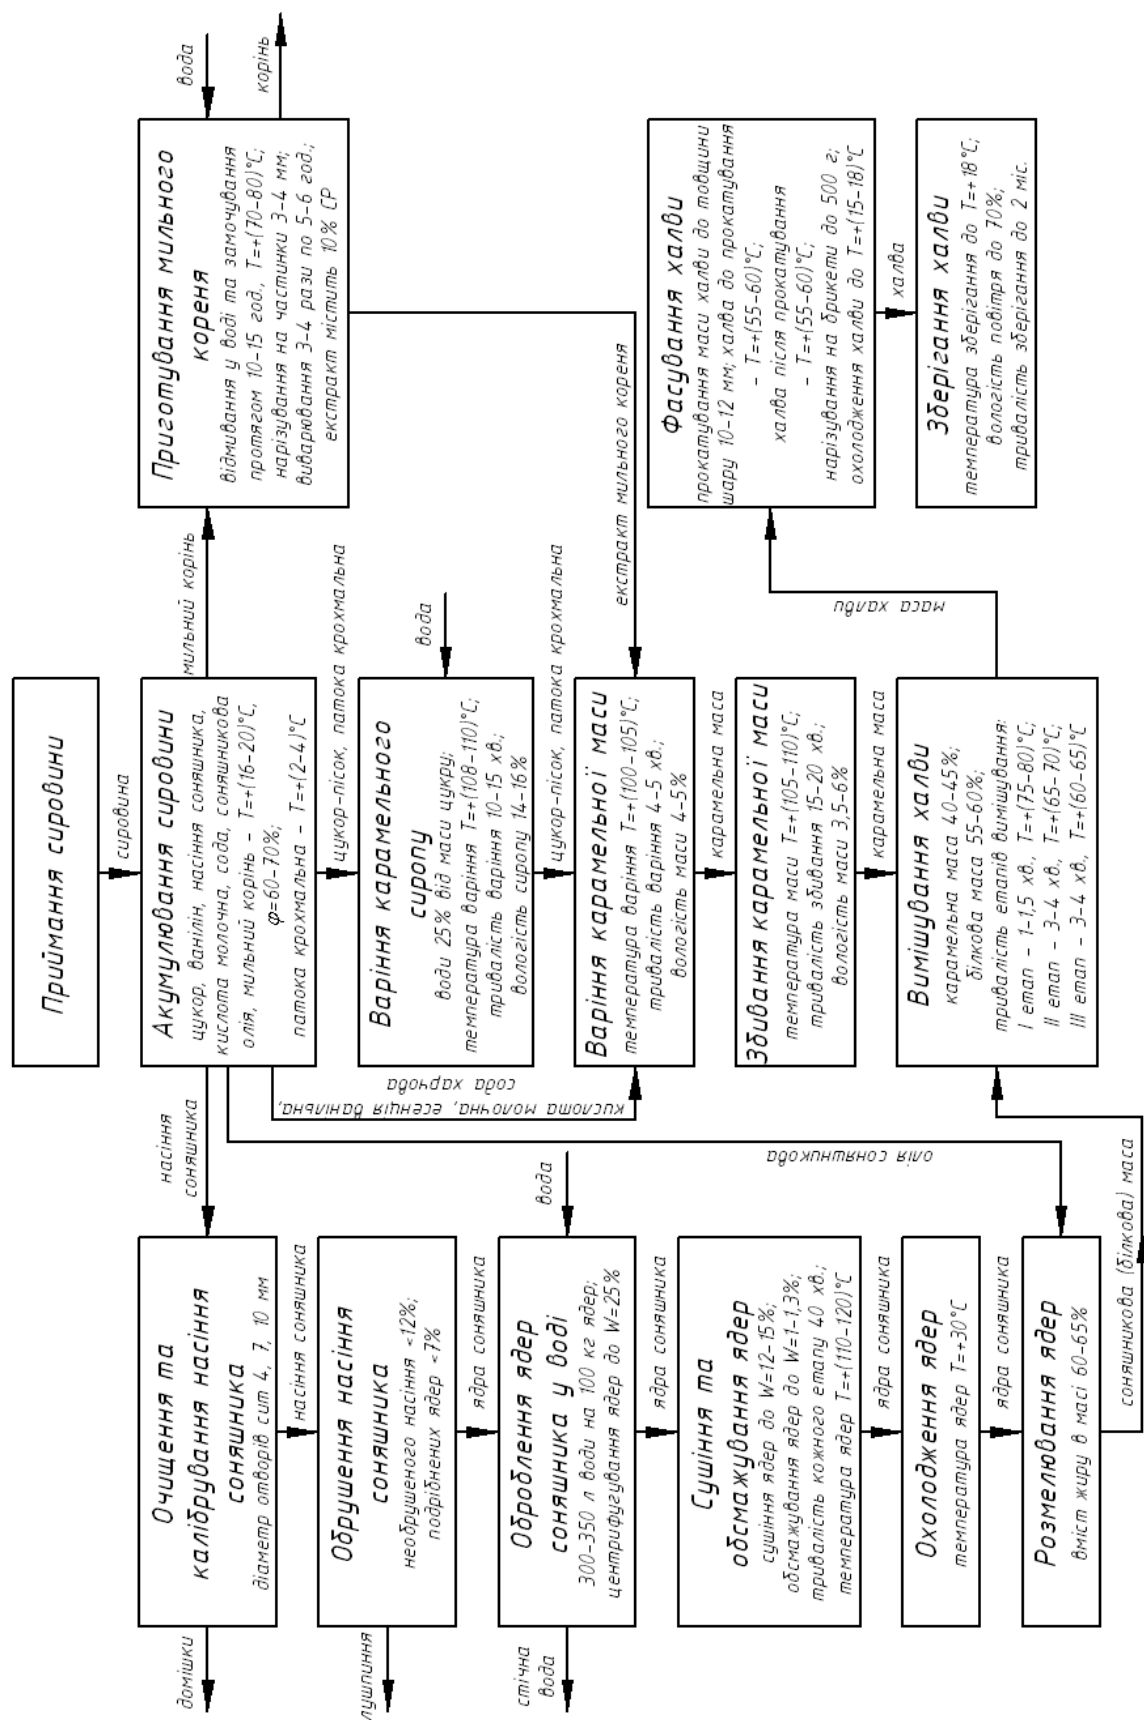 Приймання сировини
сировина
Акумулювання сировини
цукор, ванілін, насіння соняшника,
кислота молочна, сода, соняшникова
олія, мильний корінь – Т=+(16-20)°С,
φ=60-70%;
патока крохмальна – Т=+(2-4)°С
мильний корінь
Приготування мильного
кореня
відмивання у воді та замочування
протягом 10-15 год., Т=+(70-80)°С;
нарізування на частинки 3-4 мм;
виварюування 3-4 рази по 5-6 год.;
екстракт містить 10% СР
вода
корінь
цукор-пісок, патока крохмальна
Варіння карамельного
сиропу
води 25% від маси цукру;
температура варіння Т=+(108-110)°С;
тривалість варіння 10-15 хв.;
вологість сиропу 14-16%
вода
цукор-пісок, патока крохмальна
екстракт мильного кореня
кислота молочна, есенція ванільна,
сода харчова
Варіння карамельної маси
температура варіння Т=+(100-105)°С;
тривалість варіння 4-5 хв.;
вологість маси 4-5%
карамельна маса
Збивання карамельної маси
температура маси Т=+(105-110)°С;
тривалість збивання 15-20 хв.;
вологість маси 3,5-6%
карамельна маса
Вимішування халви
карамельна маса 40-45%;
білкова маса 55-60%;
тривалість етапів вимішування:
I етап – 1-1,5 хв., Т=+(75-80)°С;
II етап – 3-4 хв., Т=+(65-70)°С;
III етап – 3-4 хв., Т=+(60-65)°С
маса халви
Фасування халви
прокатування маси халви до товщини
шару 10-12 мм; халва до прокатування
– Т=+(55-60)°С;
халва після прокатування
– Т=+(55-60)°С;
нарізування на брикети до 500 г;
охолодження халви до Т=+(15-18)°С
халва
Зберігання халви
температура зберігання до Т=+18°С;
вологість повітря до 70%;
тривалість зберігання до 2 міс.
насіння
соняшника
Очищення та
калібрування насіння
соняшника
діаметр отворів сит 4, 7, 10 мм
домішки
насіння соняшника
Обрушення насіння
соняшника
необрушеного насіння <12%;
подрібнених ядер <7%
лушпиння
ядра соняшника
Оброблення ядер
соняшника у воді
300-350 л води на 100 кг ядер;
центрифугування ядер до W=25%
вода
стічна
вода
ядра соняшника
Сушіння та
обсмажування ядер
сушіння ядер до W=12-15%;
обсмажування ядер до W=1-1,3%;
тривалість кожного етапу 40 хв.;
температура ядер Т=+(110-120)°С
ядра соняшника
Охолодження ядер
температура ядер Т=+30°С
ядра соняшника
олія соняшникова
Розмелювання ядер
вміст жиру в масі 60-65%
соняшникова (білкова) маса